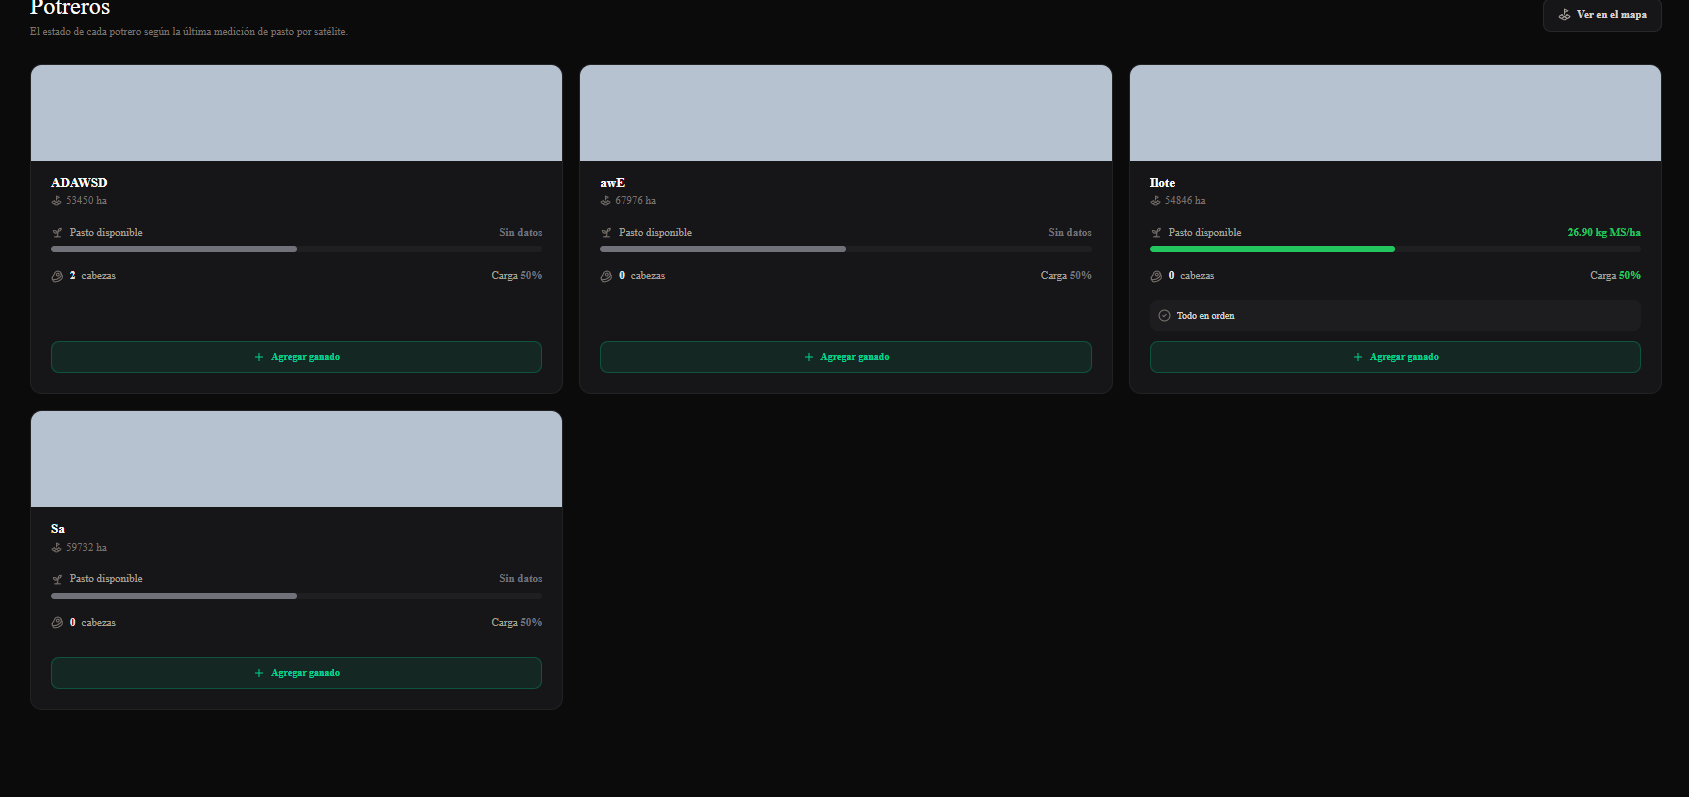 Potreros
El estado de cada potrero según la última medición de pasto por satélite.
Ver en el mapa
ADAWSD
53450 ha
Pasto disponible
Sin datos
2 cabezas
Carga 50%
Agregar ganado
awE
67976 ha
Pasto disponible
Sin datos
0 cabezas
Carga 50%
Agregar ganado
Ilote
54846 ha
Pasto disponible
26.90 kg MS/ha
0 cabezas
Carga 50%
Todo en orden
Agregar ganado
Sa
59732 ha
Pasto disponible
Sin datos
0 cabezas
Carga 50%
Agregar ganado